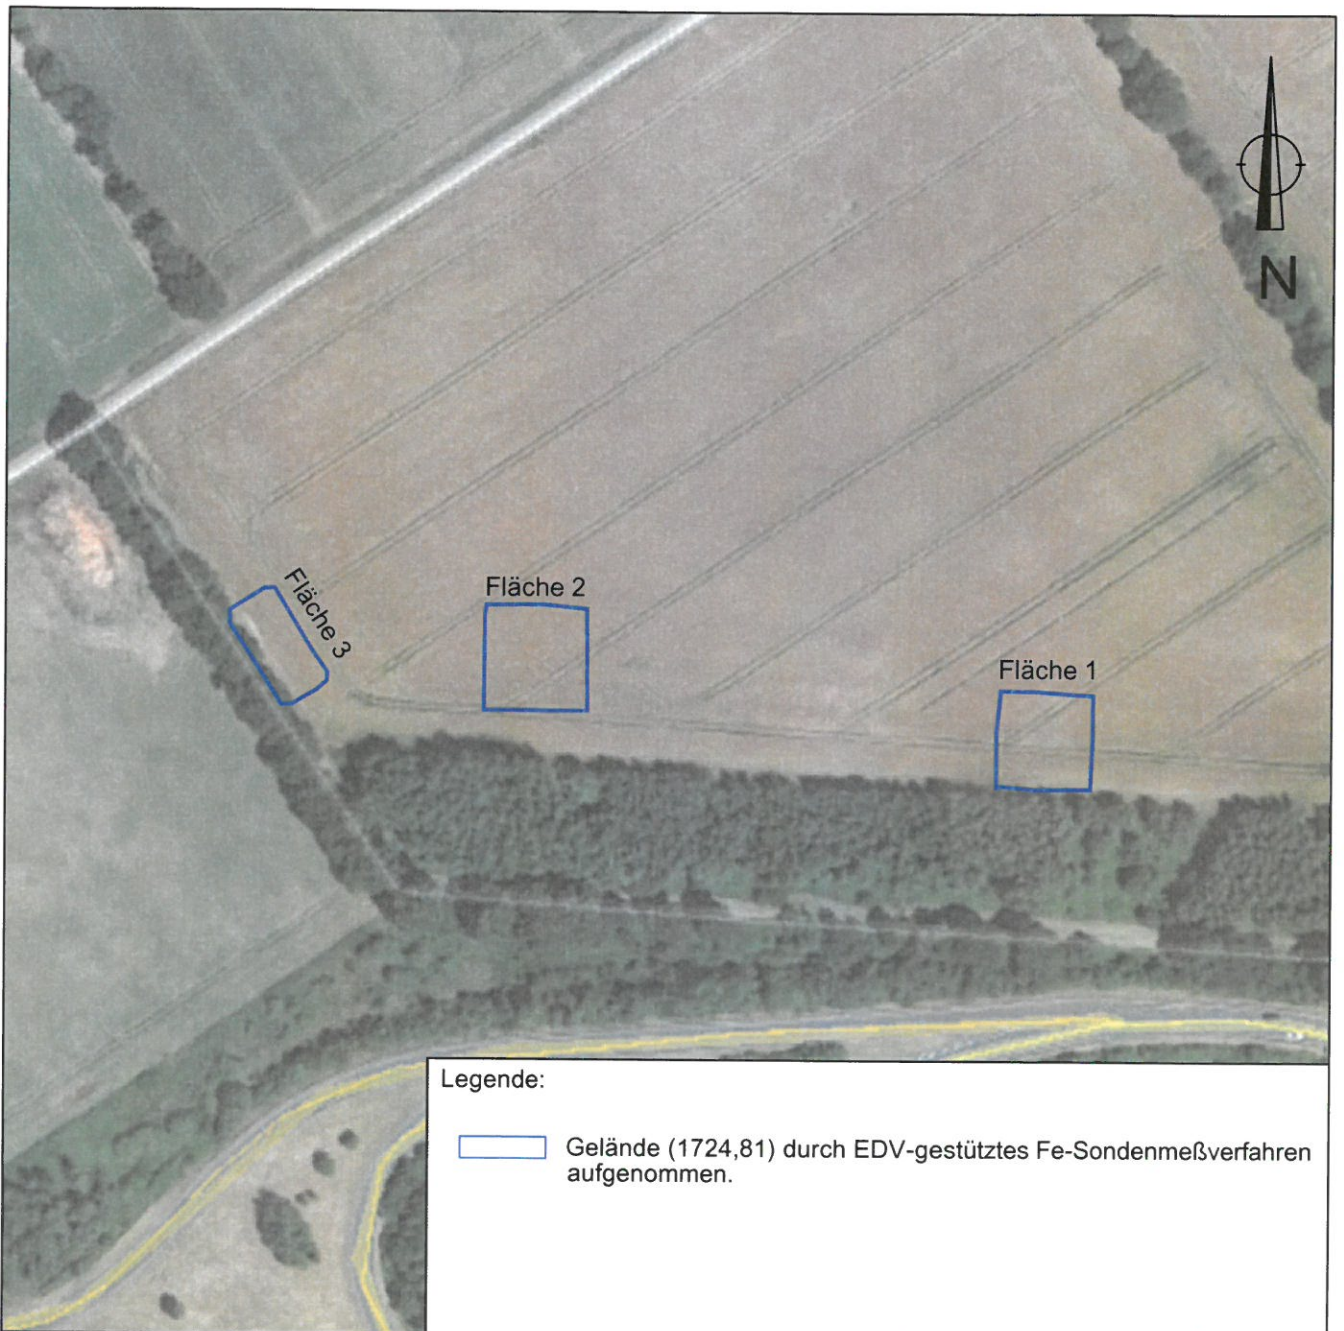 N
Fläche 3
Fläche 2
Fläche 1
Legende:
Gelände (1724,81) durch EDV-gestütztes Fe-Sondenmeßverfahren
aufgenommen.